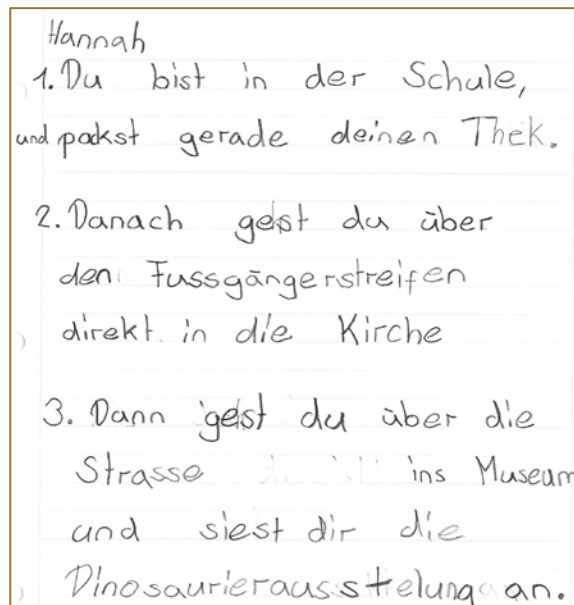 Hannah
1. Du bist in der Schule,
und packst gerade deinen Thek.
2. Danach gehst du über
den Fussgängerstreifen
direkt in die Kirche
3. Dann gehst du über die
Strasse ins Museum
und siest dir die
Dinosaurierausstelung an.